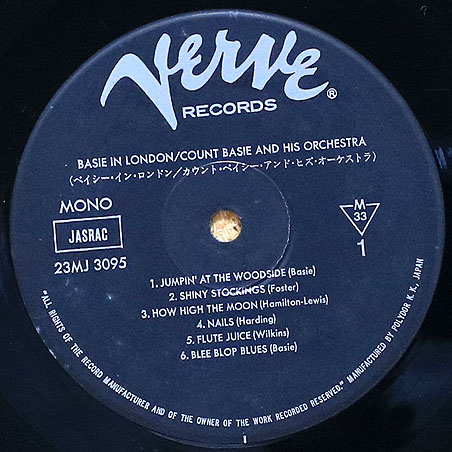 VERVE®
RECORDS
BASIE IN LONDON/COUNT BASIE AND HIS ORCHESTRA
(ベイシー・イン・ロンドン/カウント・ベイシー・アンド・ヒズ・オーケストラ)
MONO
JASRAC
23MJ 3095
M
33
1
1. JUMPIN' AT THE WOODSIDE (Basie)
2. SHINY STOCKINGS (Foster)
3. HOW HIGH THE MOON (Hamilton-Lewis)
4. NAILS (Harding)
5. FLUTE JUICE (Wilkins)
6. BLEE BLOP BLUES (Basie)
"ALL RIGHTS OF THE RECORD MANUFACTURER AND OF THE OWNER OF THE WORK RECORDED RESERVED." MANUFACTURED BY POLYDOR K. K., JAPAN
1